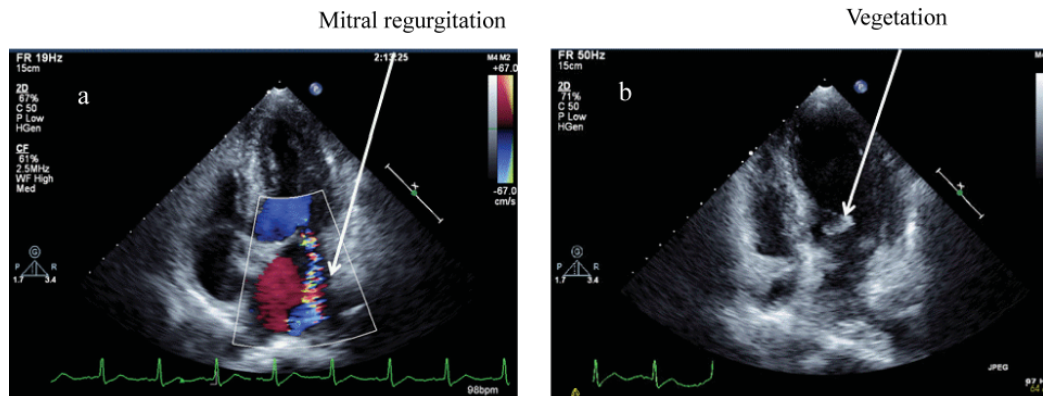 Mitral regurgitation
Vegetation
FR 19Hz
15cm
2:13:25
M4 M2
+67.0
2D
67%
C 50
P Low
HGen
CF
61%
2.5MHz
WF High
Med
-67.0
cm/s
a
x
G
P R
1.7 3.4
98bpm
FR 50Hz
15cm
2D
71%
C 50
P Low
HGen
b
x
G
P R
1.7 3.4
JPEG